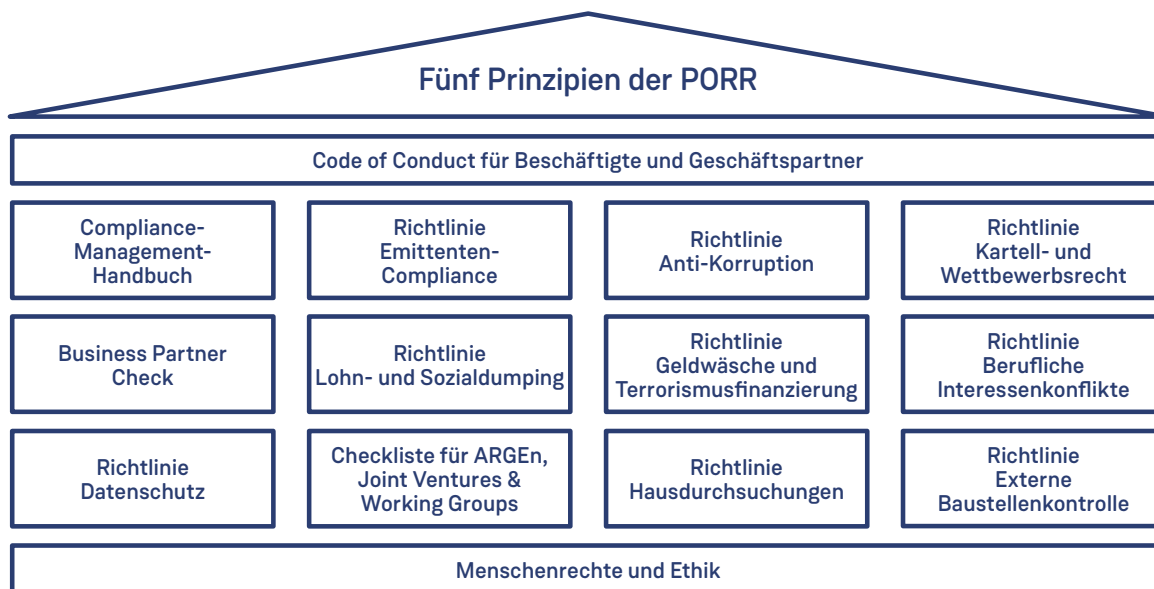 Fünf Prinzipien der PORR
Code of Conduct für Beschäftigte und Geschäftspartner
Compliance-
Management-
Handbuch
Richtlinie
Emittenten-
Compliance
Richtlinie
Anti-Korruption
Richtlinie
Kartell- und
Wettbewerbsrecht
Business Partner
Check
Richtlinie
Lohn- und Sozialdumping
Richtlinie
Geldwäsche und
Terrorismusfinanzierung
Richtlinie
Berufliche
Interessenkonflikte
Richtlinie
Datenschutz
Checkliste für ARGEn,
Joint Ventures &
Working Groups
Richtlinie
Hausdurchsuchungen
Richtlinie
Externe
Baustellenkontrolle
Menschenrechte und Ethik